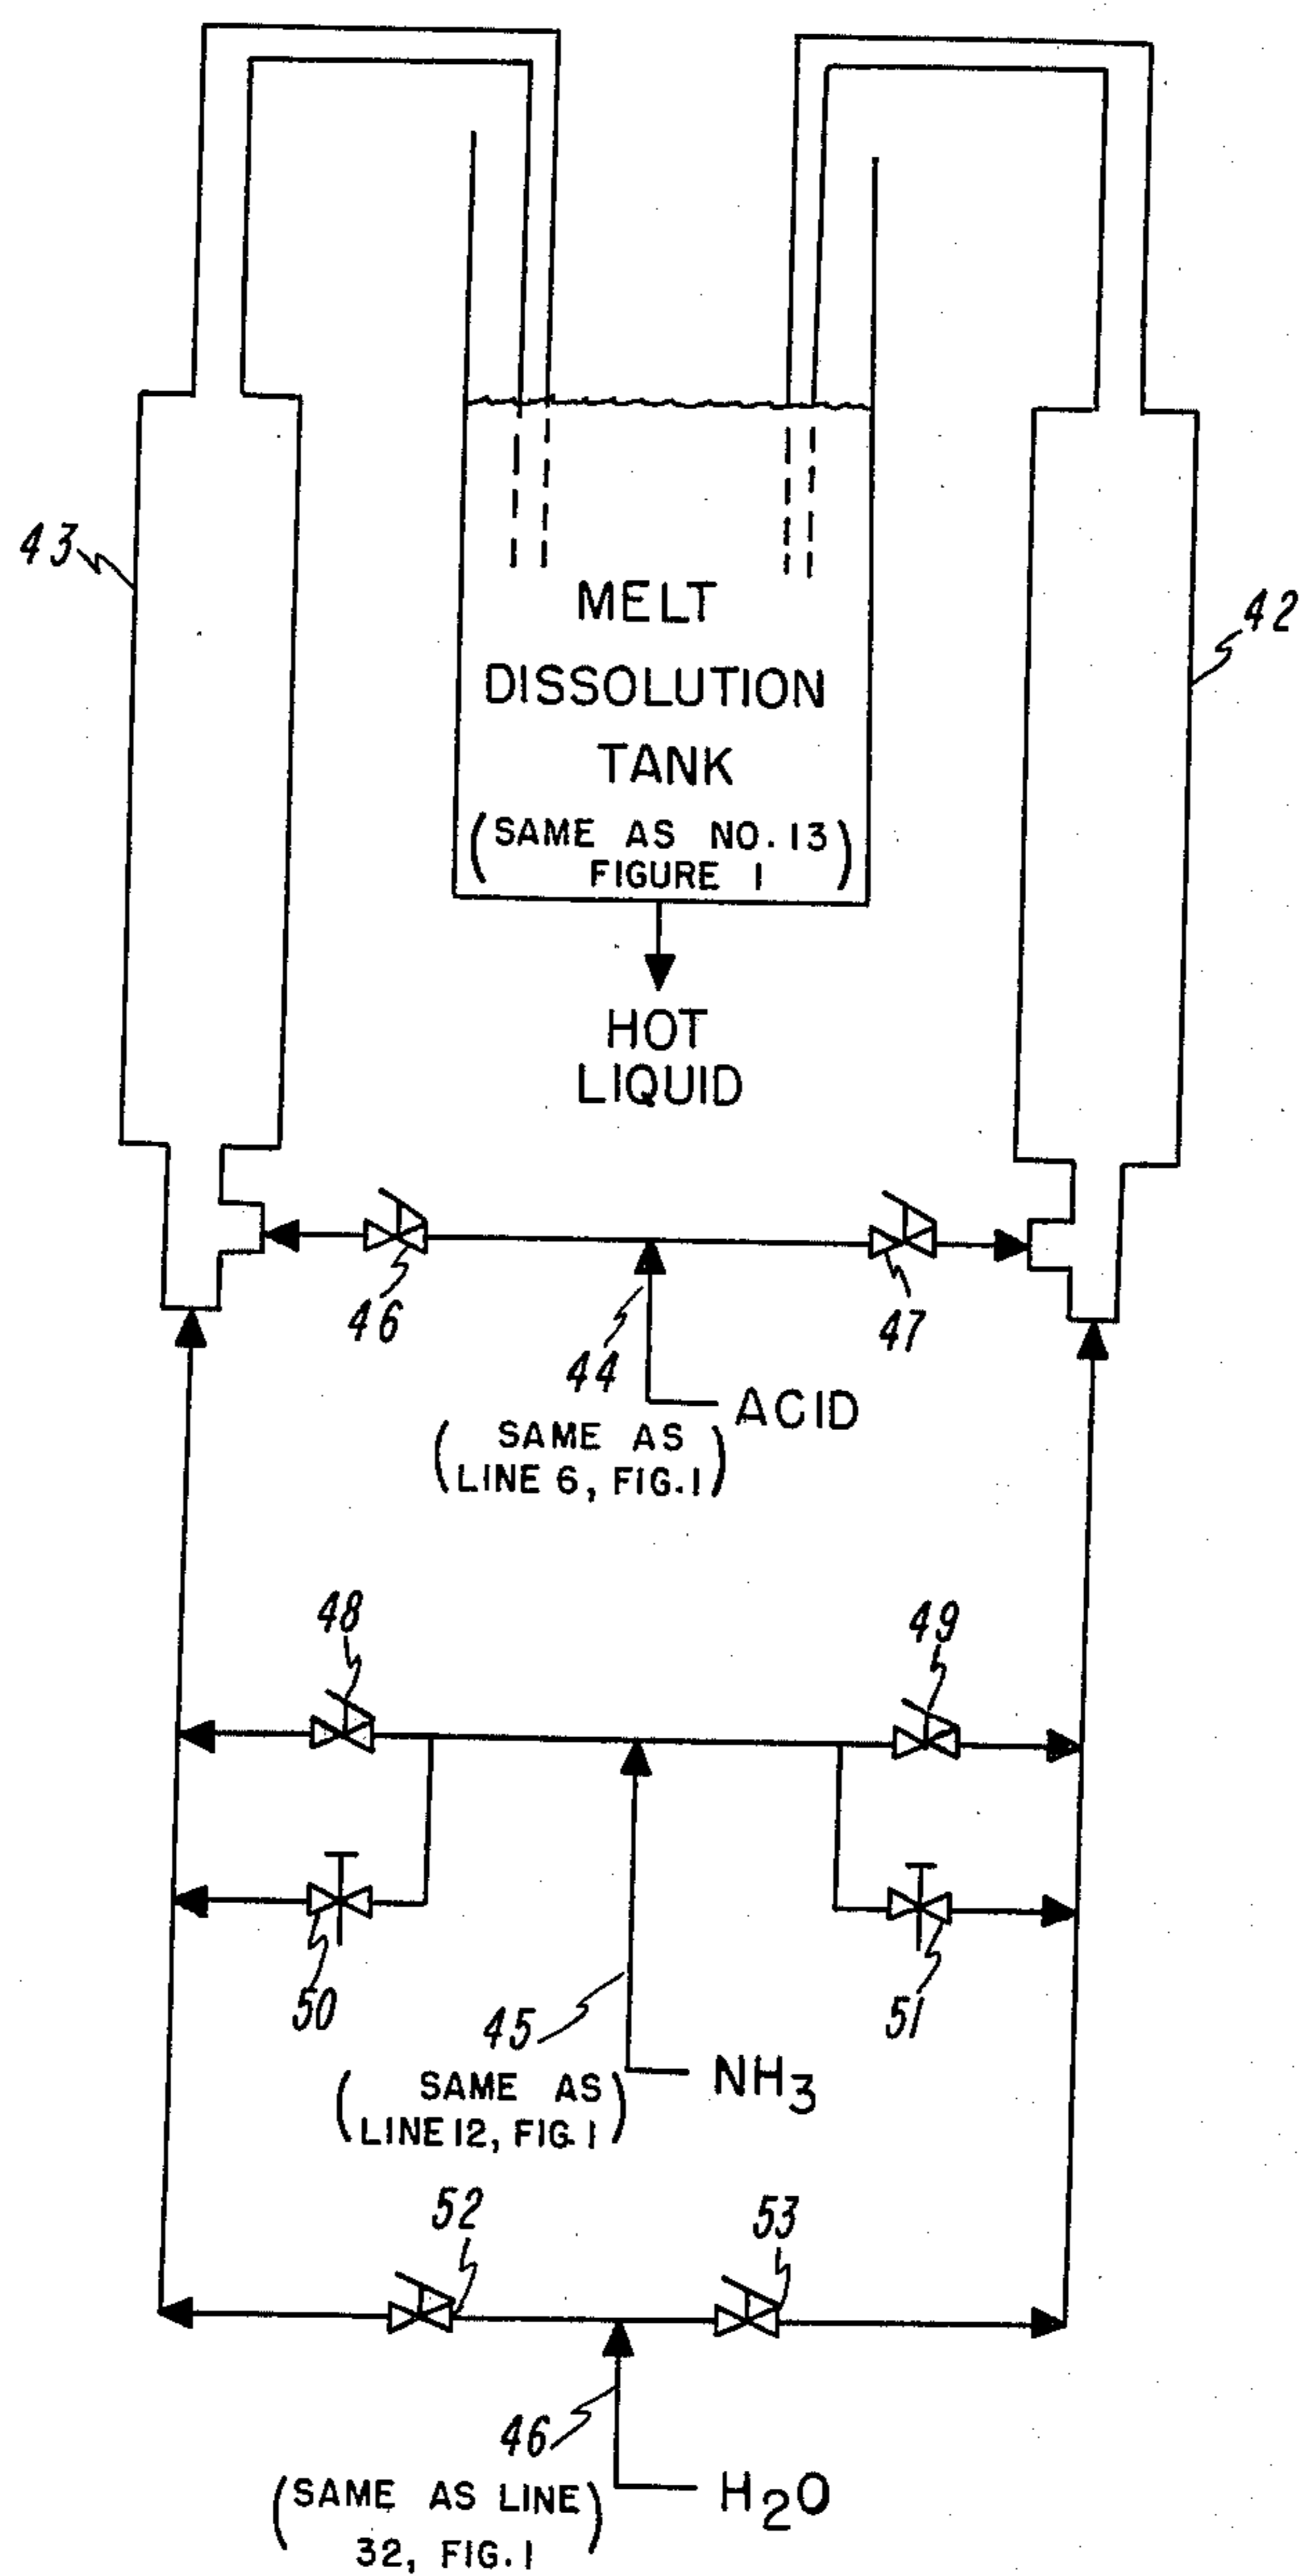 43
42
MELT
DISSOLUTION
TANK
(SAME AS NO. 13)
FIGURE 1
HOT
LIQUID
46
47
44
ACID
(SAME AS
LINE 6, FIG. 1)
48
49
50
51
45
NH3
(SAME AS
LINE 12, FIG. 1)
52
53
46
H2O
(SAME AS LINE
32, FIG. 1)